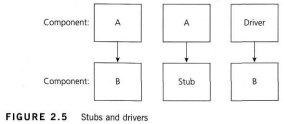 Component: A A Driver
Component: B Stub B
FIGURE 2.5 Stubs and drivers